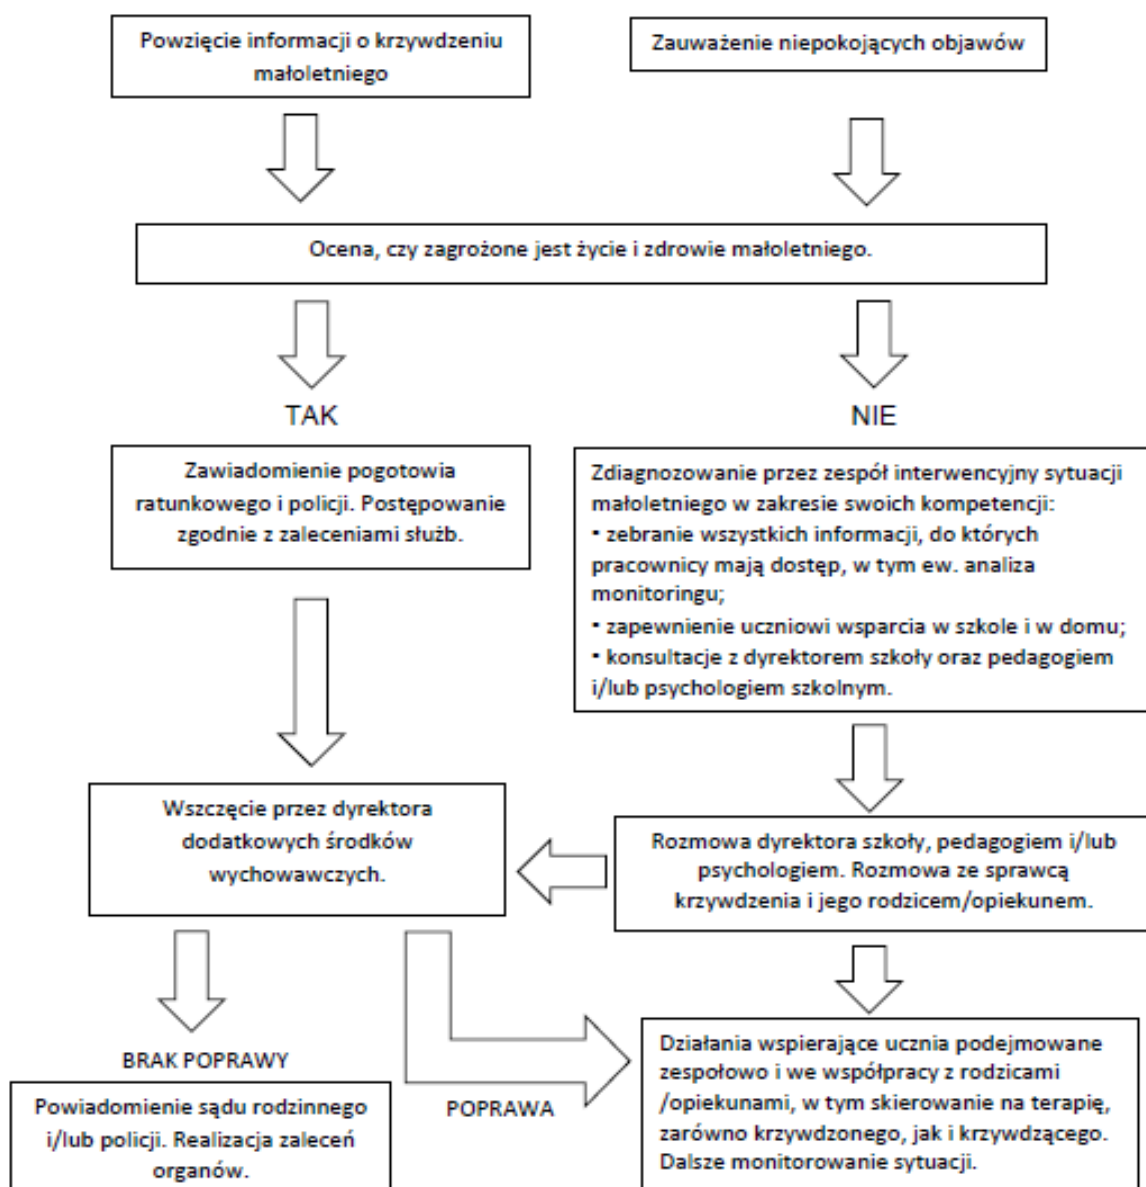 Powzięcie informacji o krzywdzeniu
małoletniego
Zauważenie niepokojących objawów
Ocena, czy zagrożone jest życie i zdrowie małoletniego.
TAK
NIE
Zawiadomienie pogotowia
ratunkowego i policji. Postępowanie
zgodnie z zaleceniami służb.
Zdiagnozowanie przez zespół interwencyjny sytuacji
małoletniego w zakresie swoich kompetencji:
• zebranie wszystkich informacji, do których
pracownicy mają dostęp, w tym ew. analiza
monitoringu;
• zapewnienie uczniowi wsparcia w szkole i w domu;
• konsultacje z dyrektorem szkoły oraz pedagogiem
i/lub psychologiem szkolnym.
Wszczęcie przez dyrektora
dodatkowych środków
wychowawczych.
Rozmowa dyrektora szkoły, pedagogiem i/lub
psychologiem. Rozmowa ze sprawcą
krzywdzenia i jego rodzicem/opiekunem.
BRAK POPRAWY
Powiadomienie sądu rodzinnego
i/lub policji. Realizacja zaleceń
organów.
POPRAWA
Działania wspierające ucznia podejmowane
zespołowo i we współpracy z rodzicami
/opiekunami, w tym skierowanie na terapię,
zarówno krzywdzonego, jak i krzywdzącego.
Dalsze monitorowanie sytuacji.